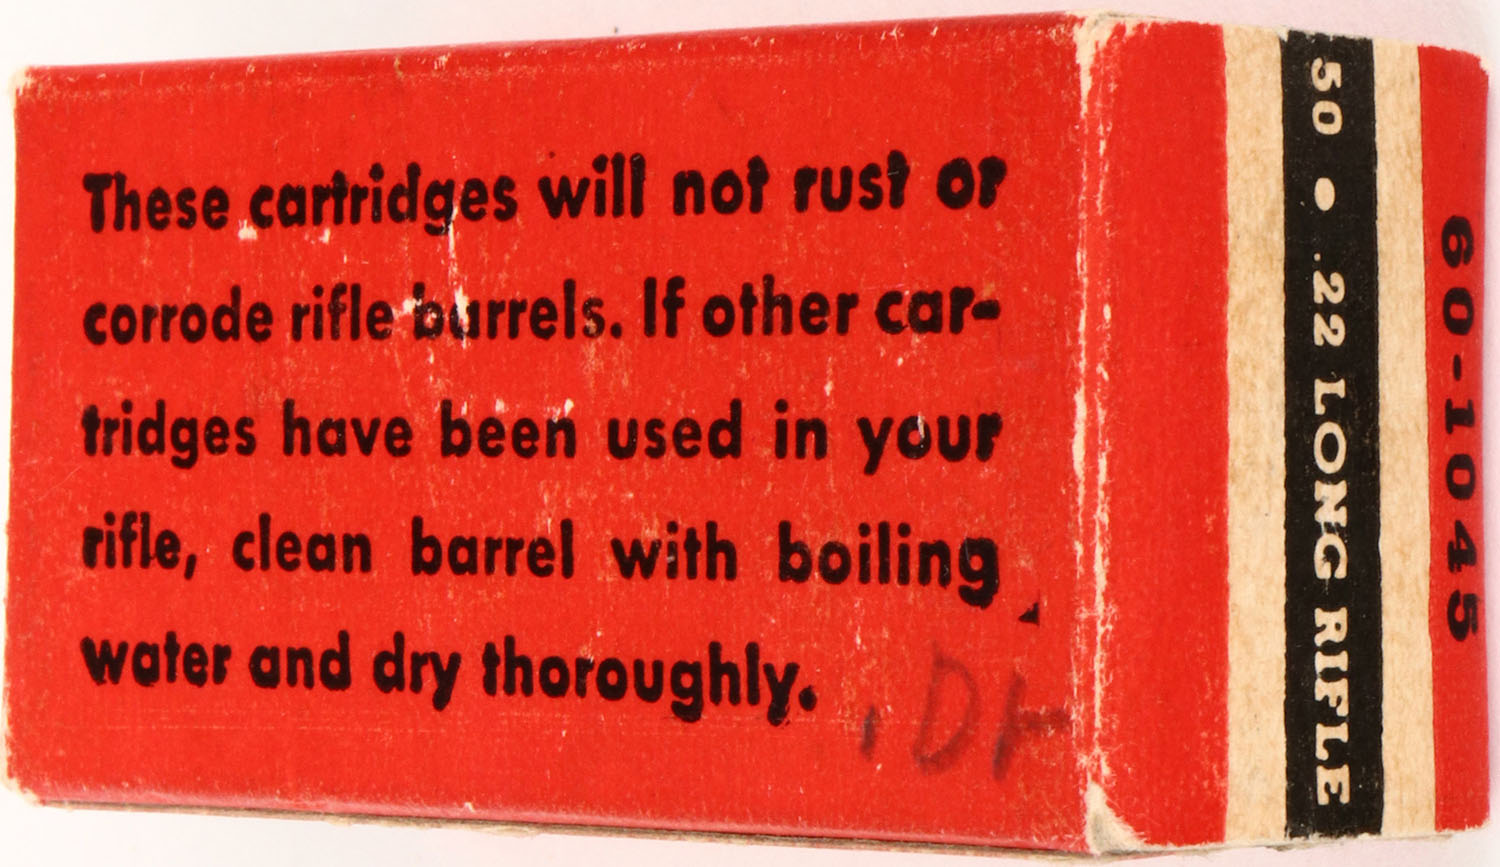 These cartridges will not rust or
corrode rifle barrels. If other car-
tridges have been used in your
rifle, clean barrel with boiling
water and dry thoroughly.
50 • .22 LONG RIFLE
60-1045